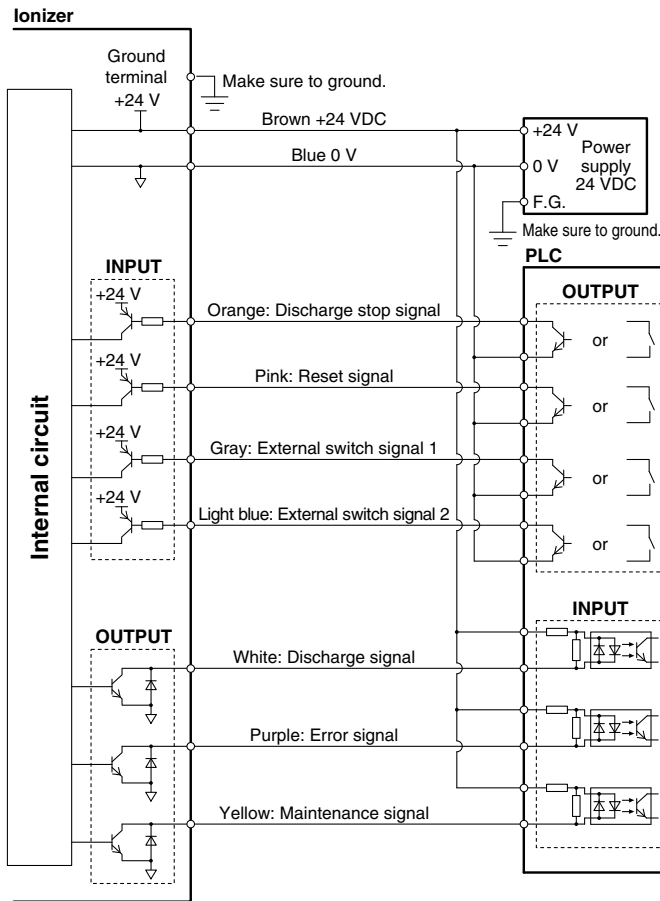 Ionizer
Ground
terminal
+24 V
Make sure to ground.
Brown +24 VDC
Blue 0 V
+24 V
0 V
F.G.
Power
supply
24 VDC
Make sure to ground.
PLC
INPUT
OUTPUT
+24 V
Orange: Discharge stop signal
or
+24 V
Pink: Reset signal
or
+24 V
Gray: External switch signal 1
or
+24 V
Light blue: External switch signal 2
or
Internal circuit
OUTPUT
INPUT
White: Discharge signal
Purple: Error signal
Yellow: Maintenance signal